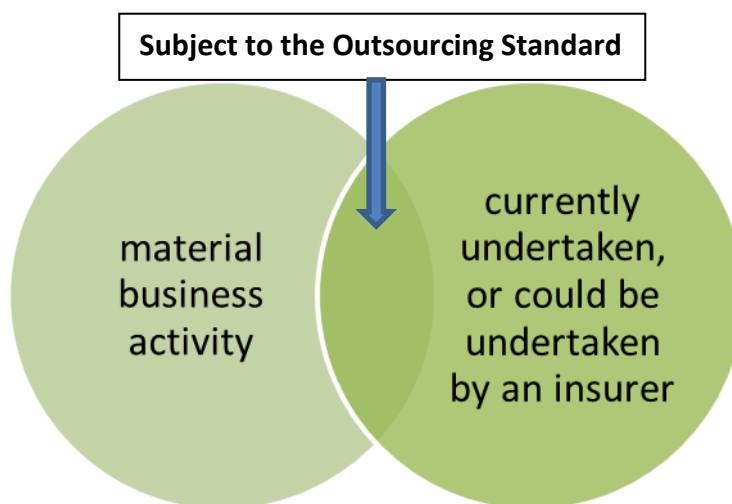 Subject to the Outsourcing Standard
material
business
activity
currently
undertaken,
or could be
undertaken
by an insurer